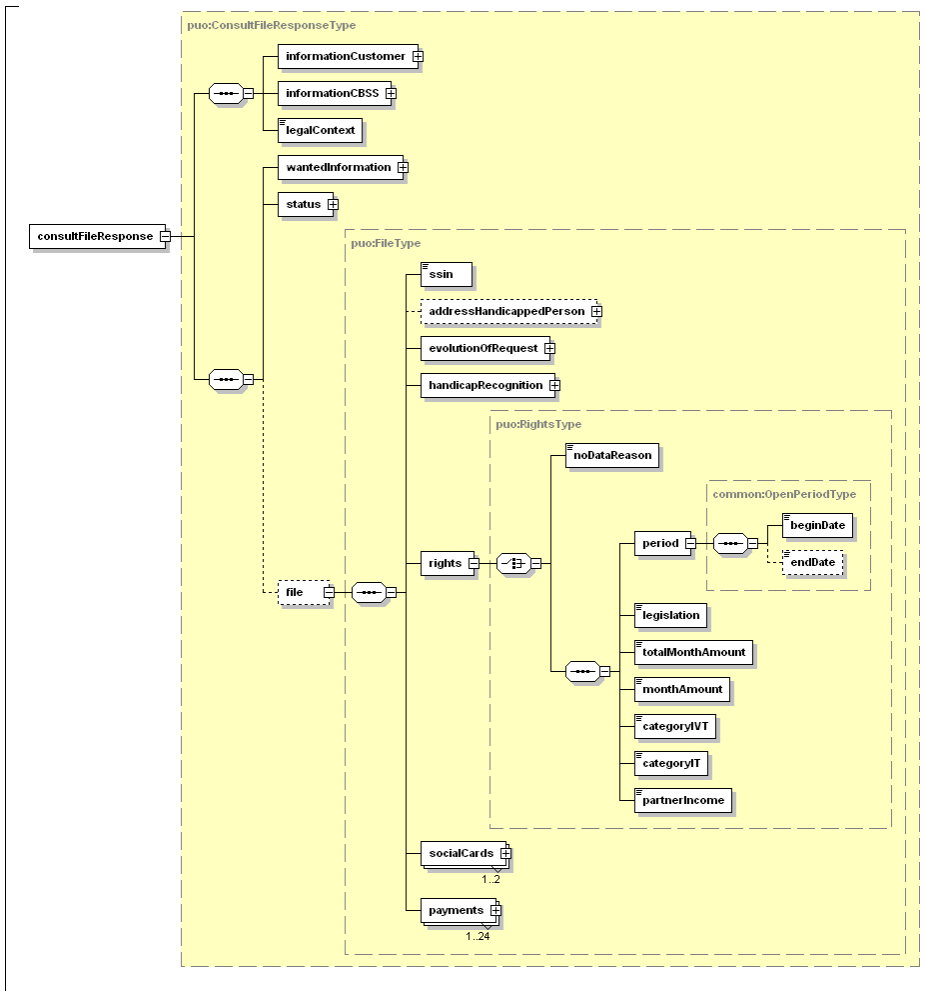 puo:ConsultFileResponseType
informationCustomer
informationCBSS
legalContext
wantedInformation
status
consultFileResponse
puo:FileType
ssin
addressHandicappedPerson
evolutionOfRequest
handicapRecognition
puo:RightsType
noDataReason
common:OpenPeriodType
beginDate
period
endDate
rights
file
legislation
totalMonthAmount
monthAmount
categoryIVT
categoryIT
partnerIncome
socialCards
1..2
payments
1..24